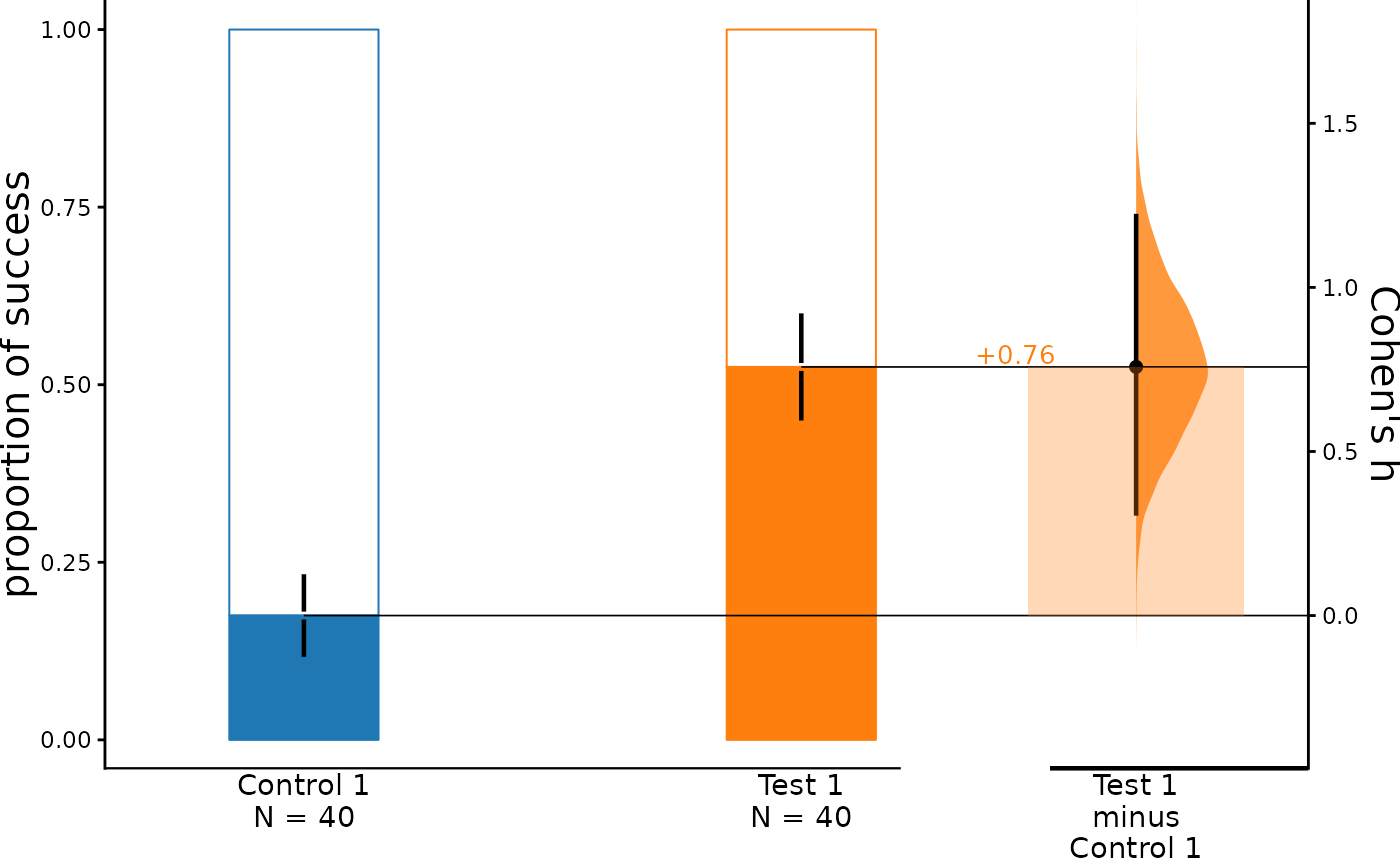 proportion of success
1.00
0.75
0.50
0.25
0.00
Control 1
N = 40
Test 1
N = 40
+0.76
Test 1
minus
Control 1
1.5
1.0
0.5
0.0
Cohen's h